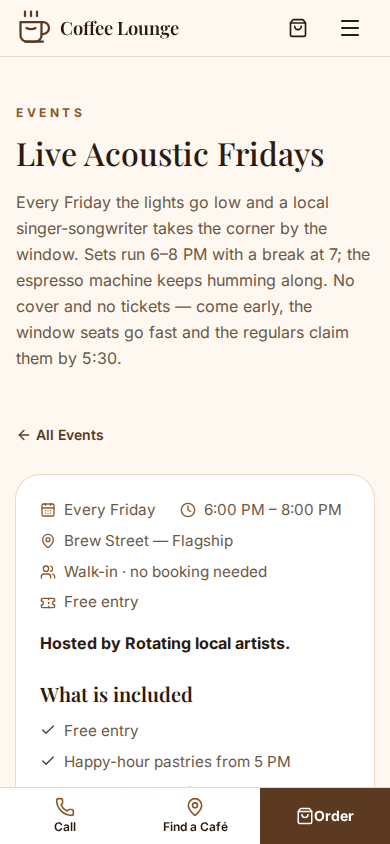 Coffee Lounge
EVENTS
Live Acoustic Fridays
Every Friday the lights go low and a local
singer-songwriter takes the corner by the
window. Sets run 6–8 PM with a break at 7; the
espresso machine keeps humming along. No
cover and no tickets — come early, the
window seats go fast and the regulars claim
them by 5:30.
← All Events
Every Friday 6:00 PM – 8:00 PM
Brew Street — Flagship
Walk-in · no booking needed
Free entry
Hosted by Rotating local artists.
What is included
Free entry
Happy-hour pastries from 5 PM
Call
Find a Café
Order